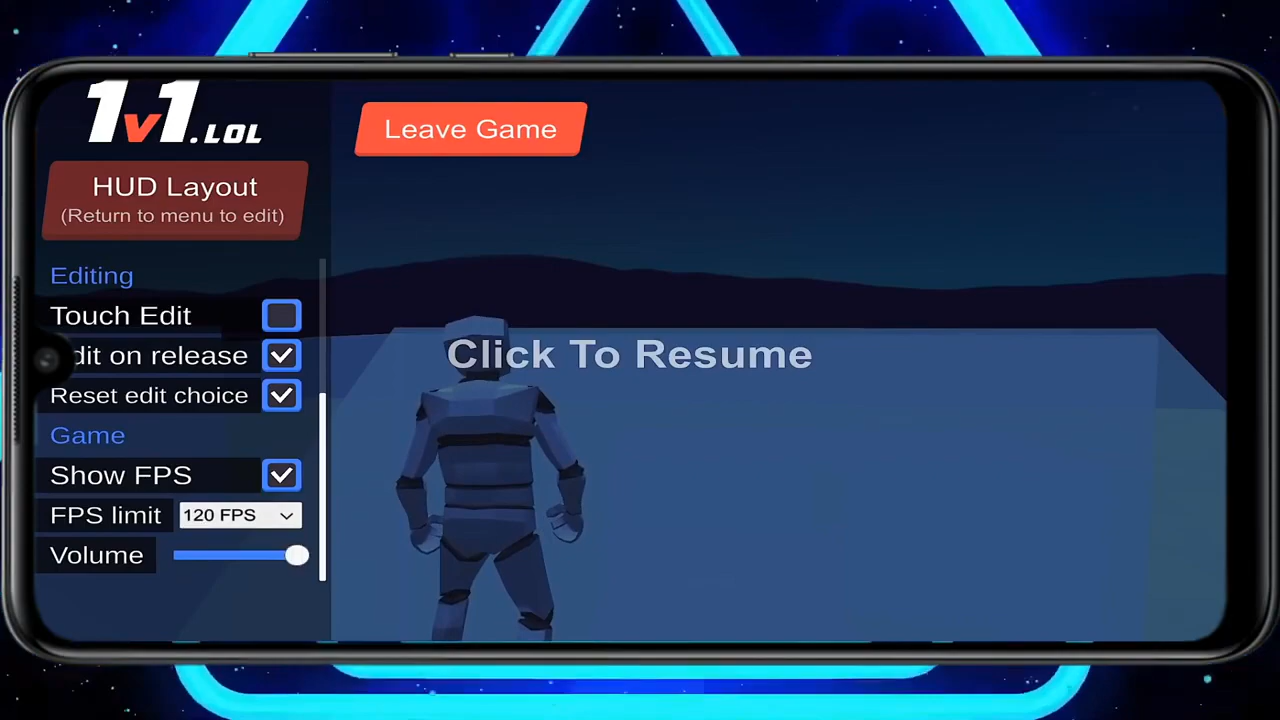 1v1.LOL
Leave Game
HUD Layout
(Return to menu to edit)
Editing
Touch Edit
dit on release
Reset edit choice
Game
Show FPS
FPS limit 120 FPS
Volume
Click To Resume